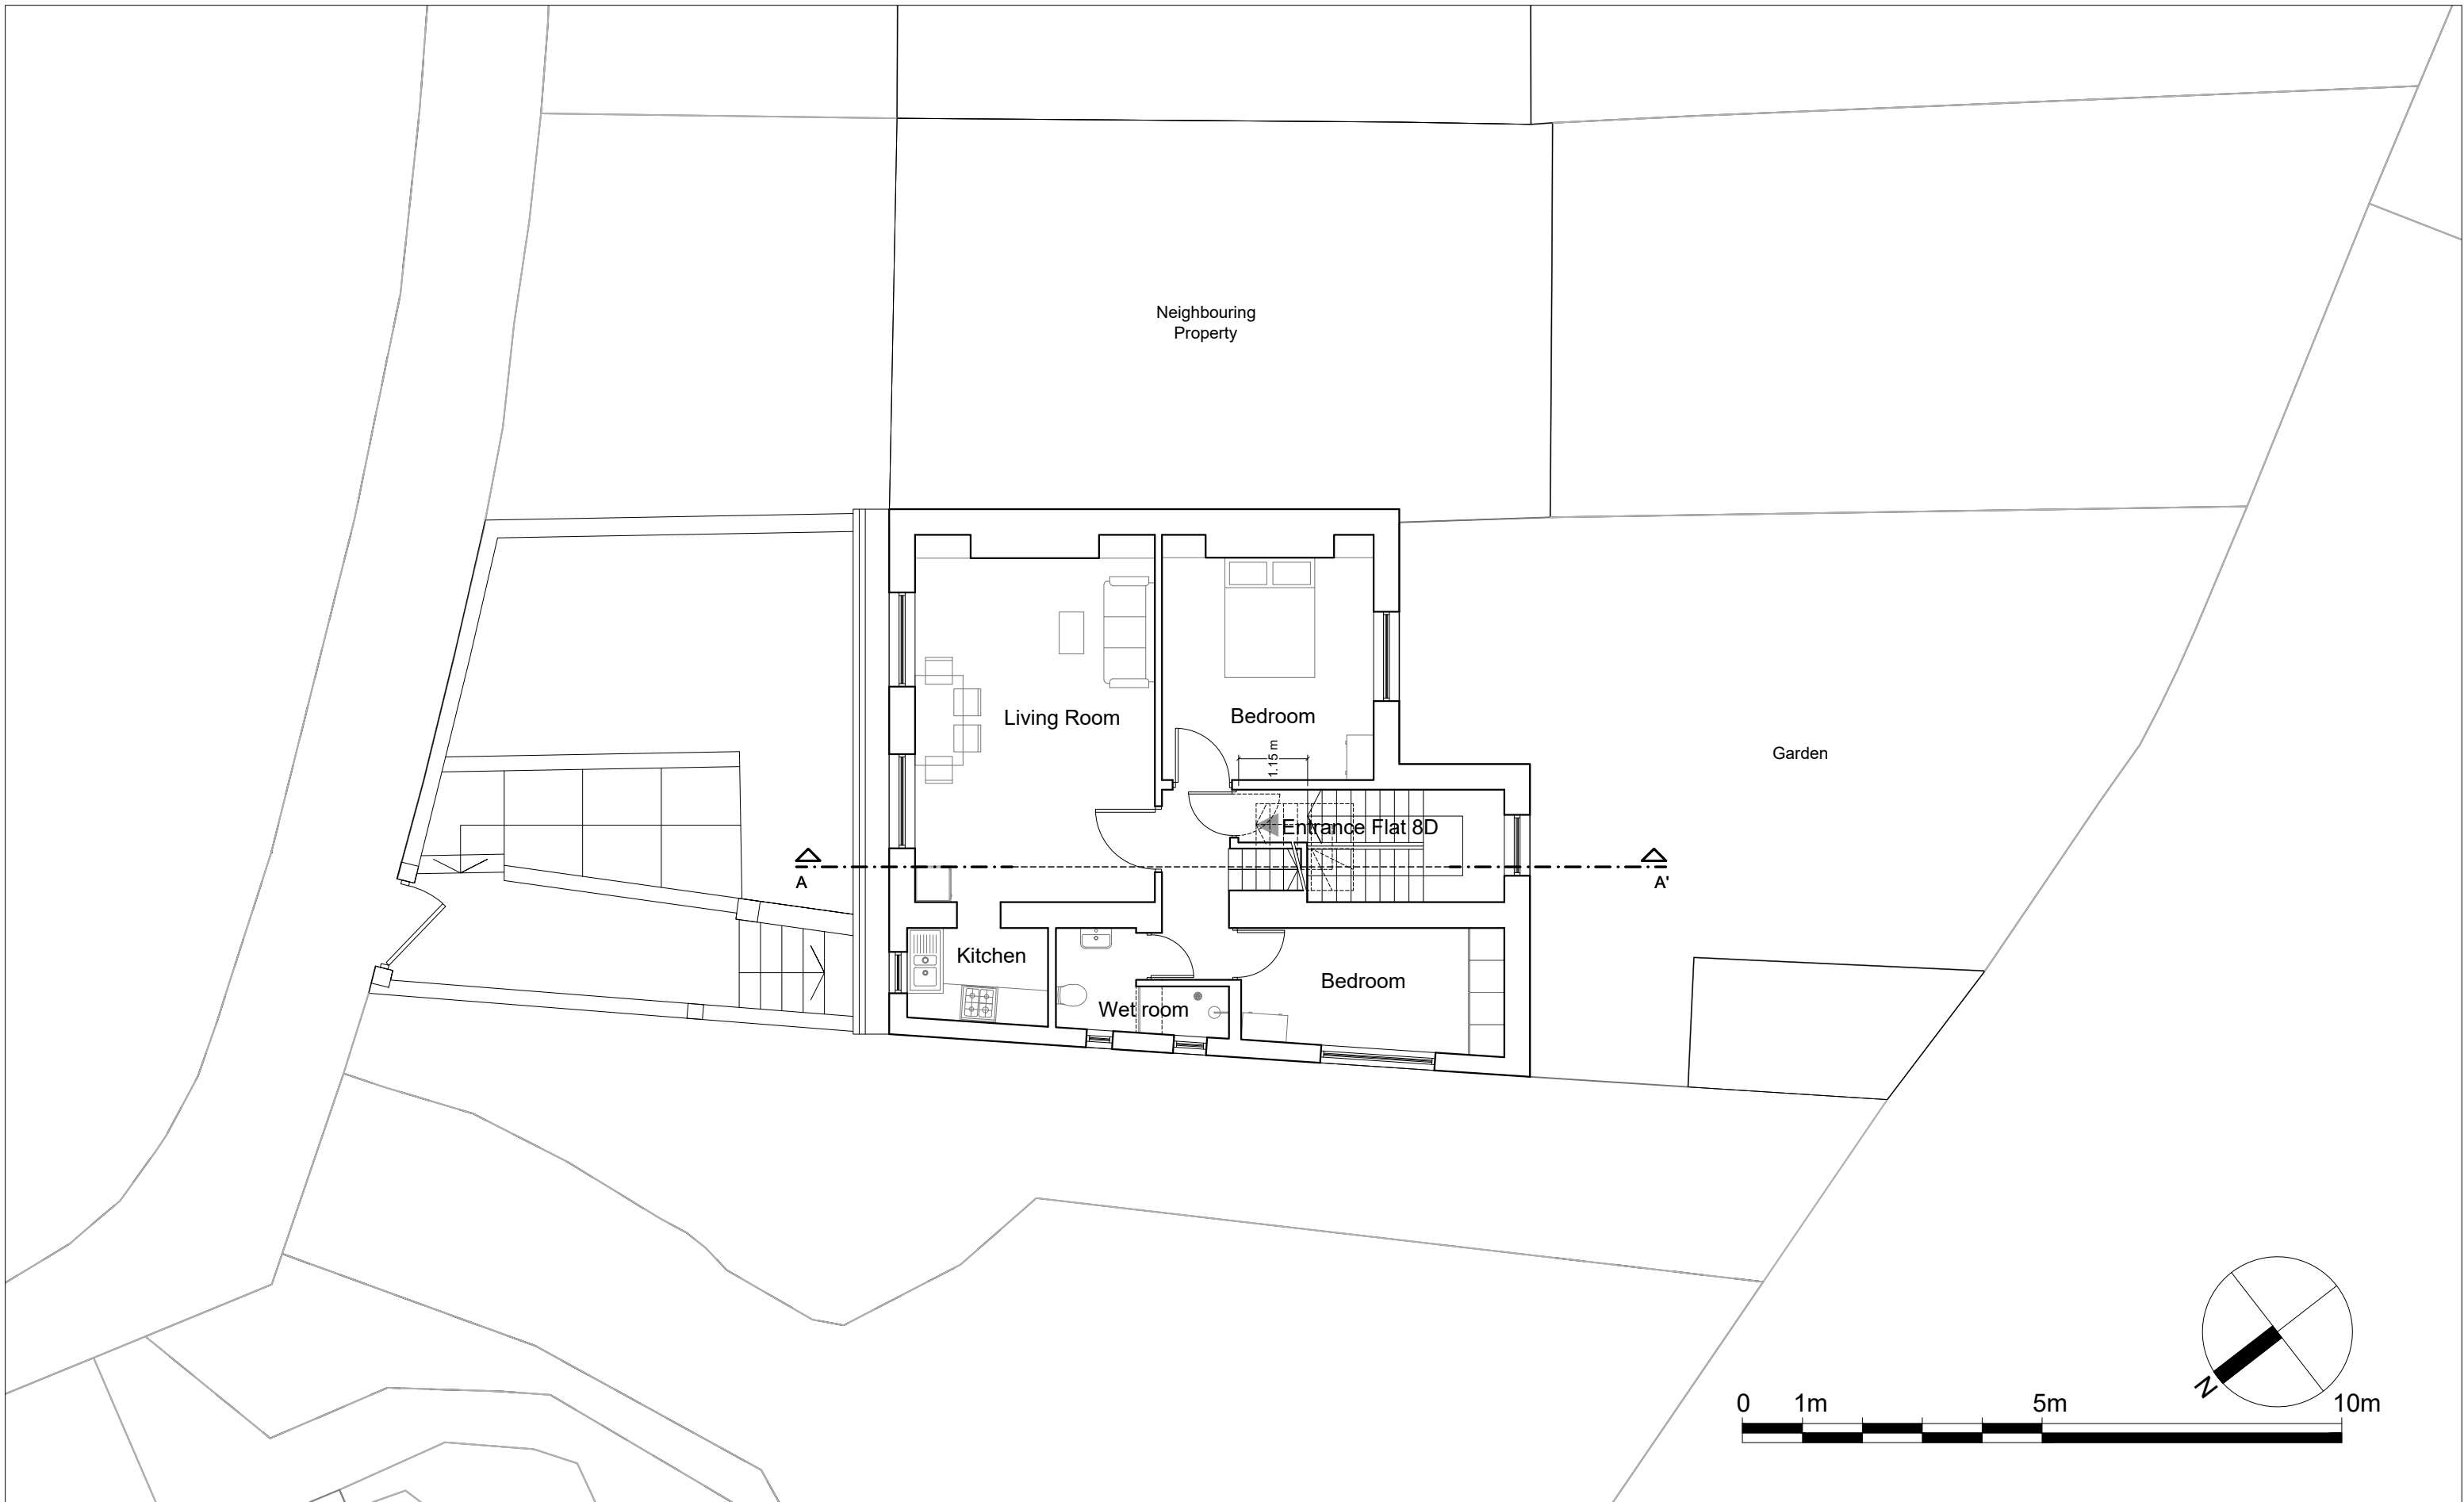 Neighbouring
Property
Living Room
Bedroom
1.15 m
Garden
Entrance Flat 8D
A
A'
Kitchen
Bedroom
Wet room
N
0 1m 5m 10m